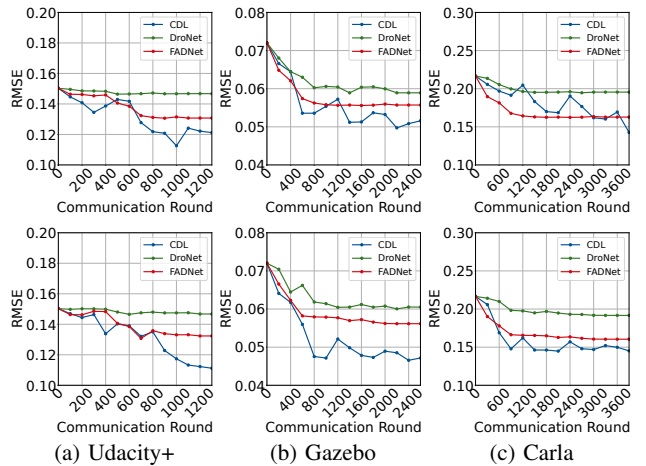 0.20
0.18
0.16
0.14
0.12
0.10
RMSE
CDL
DroNet
FADNet
0 200 400 600 800 1000 1200
Communication Round
0.08
0.07
0.06
0.05
0.04
RMSE
CDL
DroNet
FADNet
0 400 800 1200 1600 2000 2400
Communication Round
0.30
0.25
0.20
0.15
0.10
RMSE
CDL
DroNet
FADNet
0 600 1200 1800 2400 3000 3600
Communication Round
0.20
0.18
0.16
0.14
0.12
0.10
RMSE
CDL
DroNet
FADNet
0 200 400 600 800 1000 1200
Communication Round
0.08
0.07
0.06
0.05
0.04
RMSE
CDL
DroNet
FADNet
0 400 800 1200 1600 2000 2400
Communication Round
0.30
0.25
0.20
0.15
0.10
RMSE
CDL
DroNet
FADNet
0 600 1200 1800 2400 3000 3600
Communication Round
(a) Udacity+
(b) Gazebo
(c) Carla